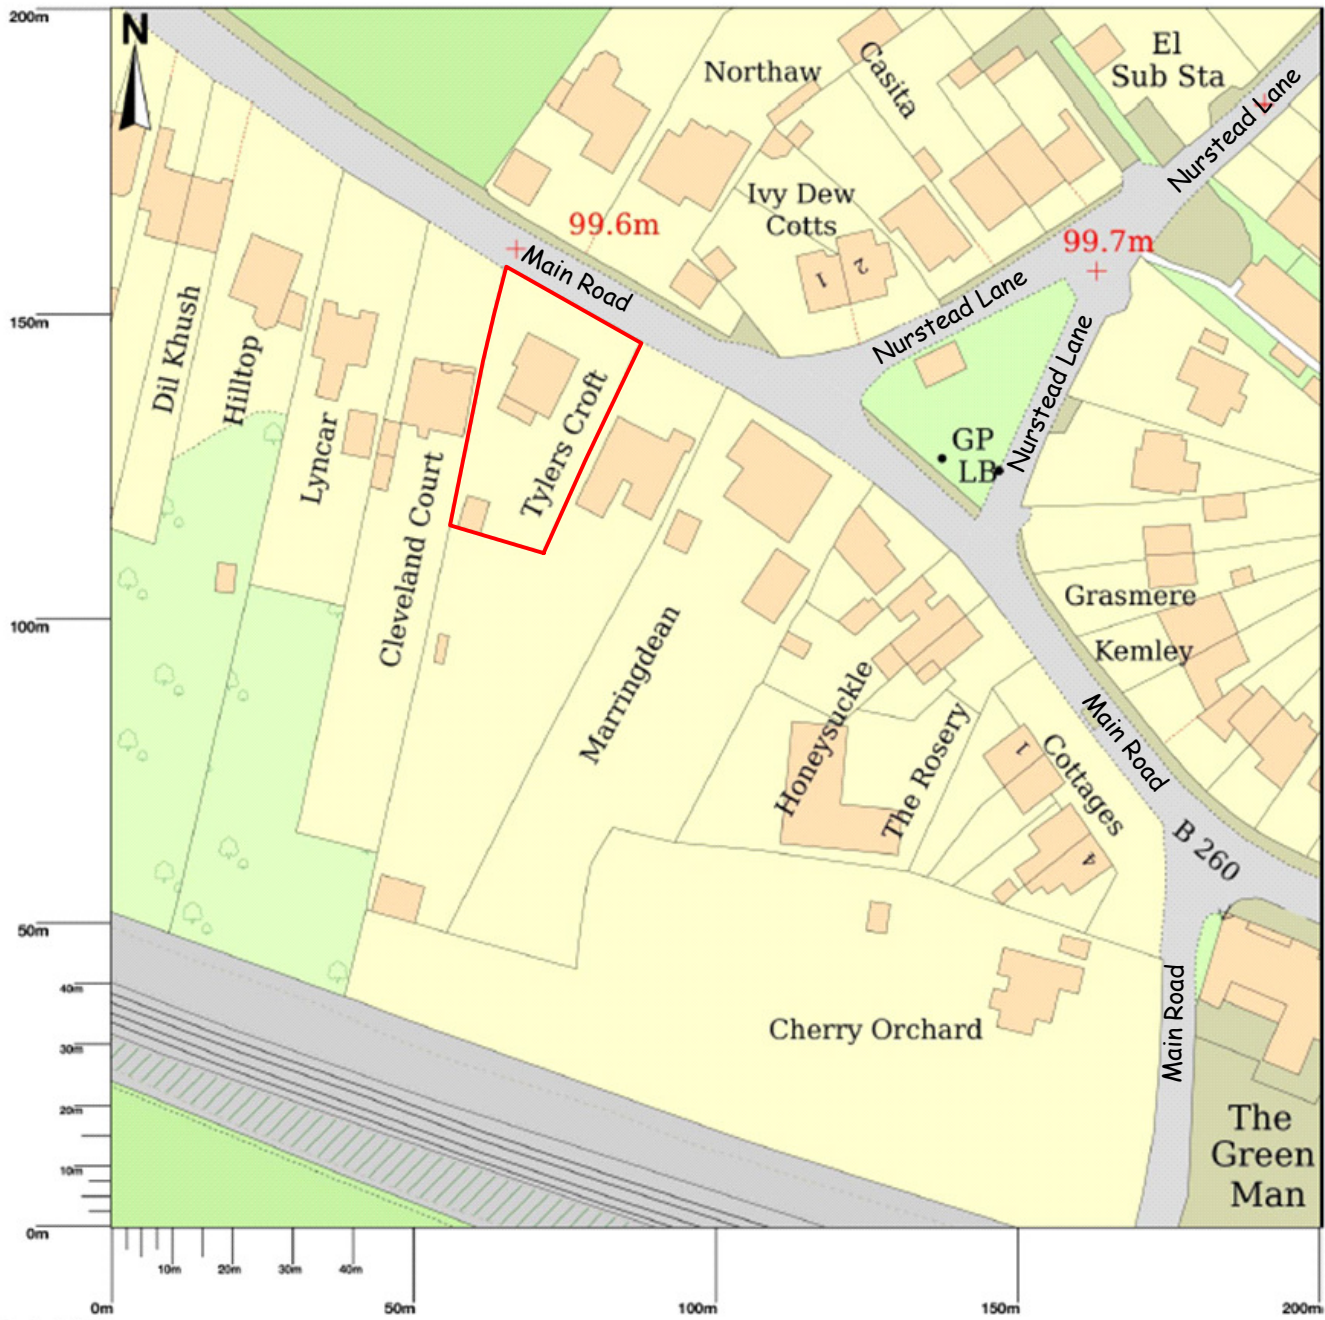 200m
N
El
Sub Sta
Northaw
Casita
Nurstead Lane
Ivy Dew
Cotts
99.6m
99.7m
Main Road
1
2
Nurstead Lane
Nurstead Lane
150m
Dil Khush
Hilltop
Lyncar
Cleveland Court
Tylers Croft
GP
LB
100m
Marringdean
Honeysuckle
The Rosery
Grasmere
Kemley
Main Road
1
Cottages
4
B 260
50m
40m
30m
20m
10m
0m
Cherry Orchard
Main Road
The
Green
Man
10m
20m
30m
40m
0m
50m
100m
150m
200m